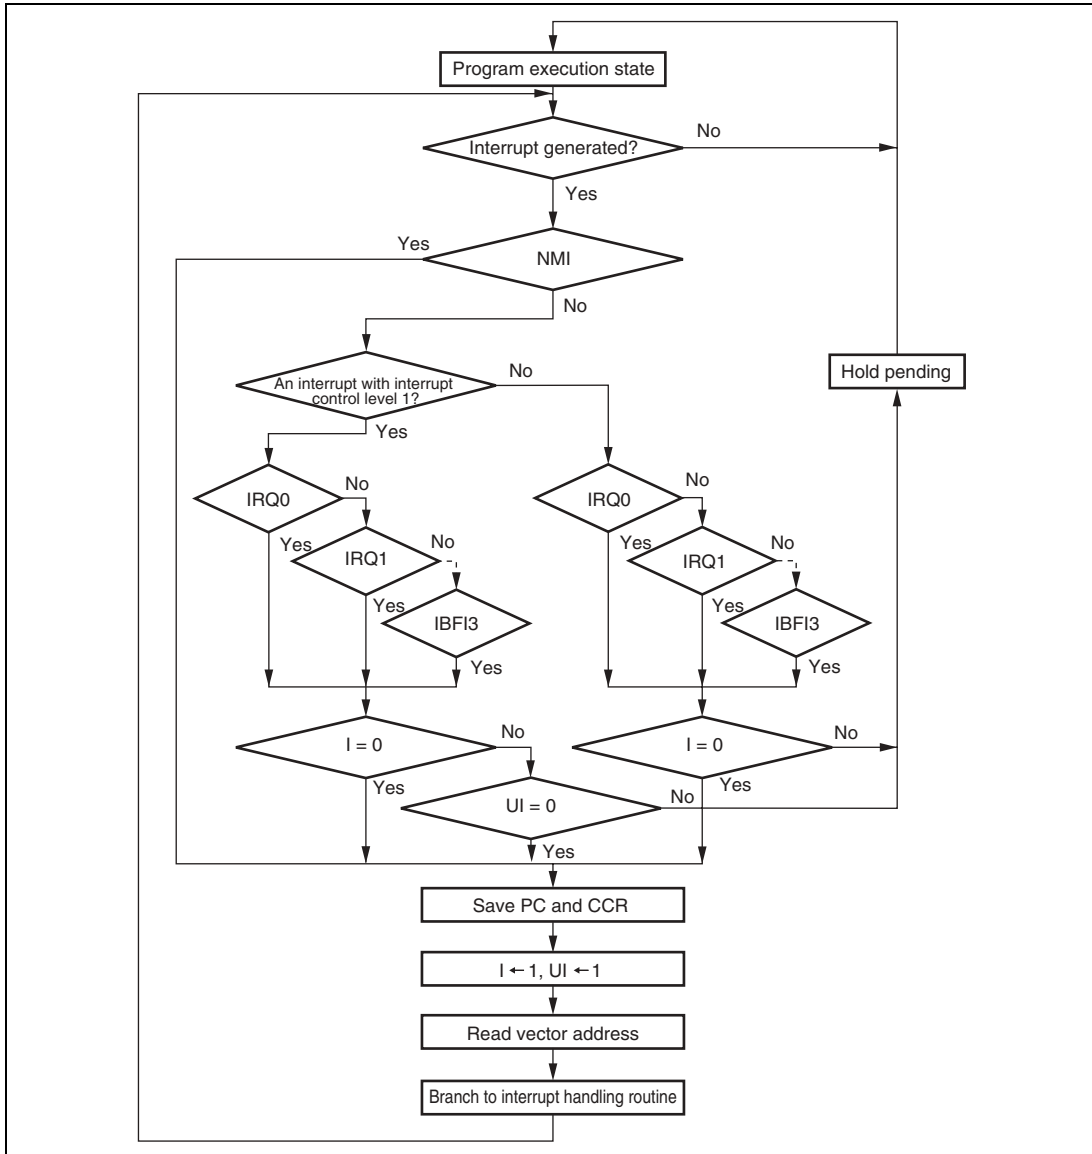 Program execution state
Interrupt generated?
No
Yes
Yes
NMI
No
An interrupt with interrupt
control level 1?
No
Hold pending
Yes
IRQ0
No
IRQ0
No
Yes
IRQ1
No
Yes
IRQ1
No
Yes
IBFI3
Yes
IBFI3
Yes
Yes
I = 0
No
I = 0
No
Yes
Yes
UI = 0
No
Yes
Save PC and CCR
I ← 1, UI ← 1
Read vector address
Branch to interrupt handling routine